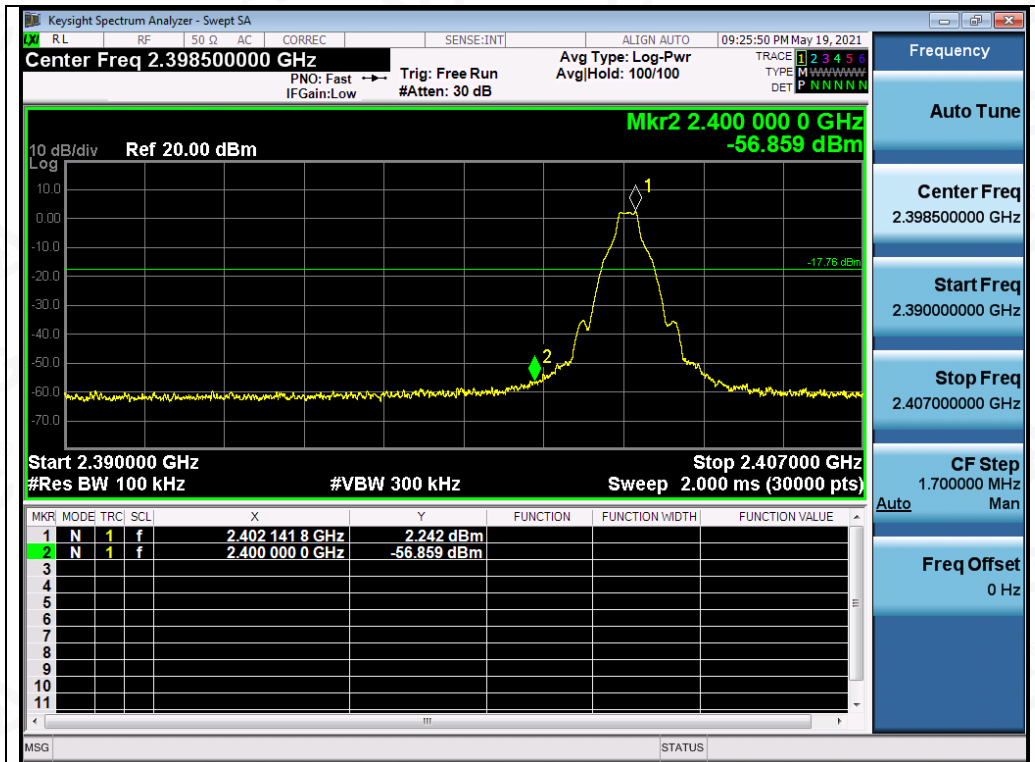 Keysight Spectrum Analyzer - Swept SA
LXI RL RF 50 Ω AC CORREC SENSE:INT ALIGN AUTO 09:25:50 PM May 19, 2021
Center Freq 2.398500000 GHz
PNO: Fast
IFGain:Low
Trig: Free Run
#Atten: 30 dB
Avg Type: Log-Pwr
Avg|Hold: 100/100
TRACE 1 2 3 4 5 6
TYPE M WWWWW
DET P N N N N N
Mkr2 2.400 000 0 GHz
-56.859 dBm
10 dB/div Ref 20.00 dBm
Log
10.0
0.00
-10.0
-20.0
-30.0
-40.0
-50.0
-60.0
-70.0
1
-17.76 dBm
2
Start 2.390000 GHz Stop 2.407000 GHz
#Res BW 100 kHz #VBW 300 kHz Sweep 2.000 ms (30000 pts)
MKR MODE TRC SCL X Y FUNCTION FUNCTION WIDTH FUNCTION VALUE
1 N 1 f 2.402 141 8 GHz 2.242 dBm
2 N 1 f 2.400 000 0 GHz -56.859 dBm
3
4
5
6
7
8
9
10
11
MSG STATUS
Frequency
Auto Tune
Center Freq
2.398500000 GHz
Start Freq
2.390000000 GHz
Stop Freq
2.407000000 GHz
CF Step
1.700000 MHz
Auto Man
Freq Offset
0 Hz